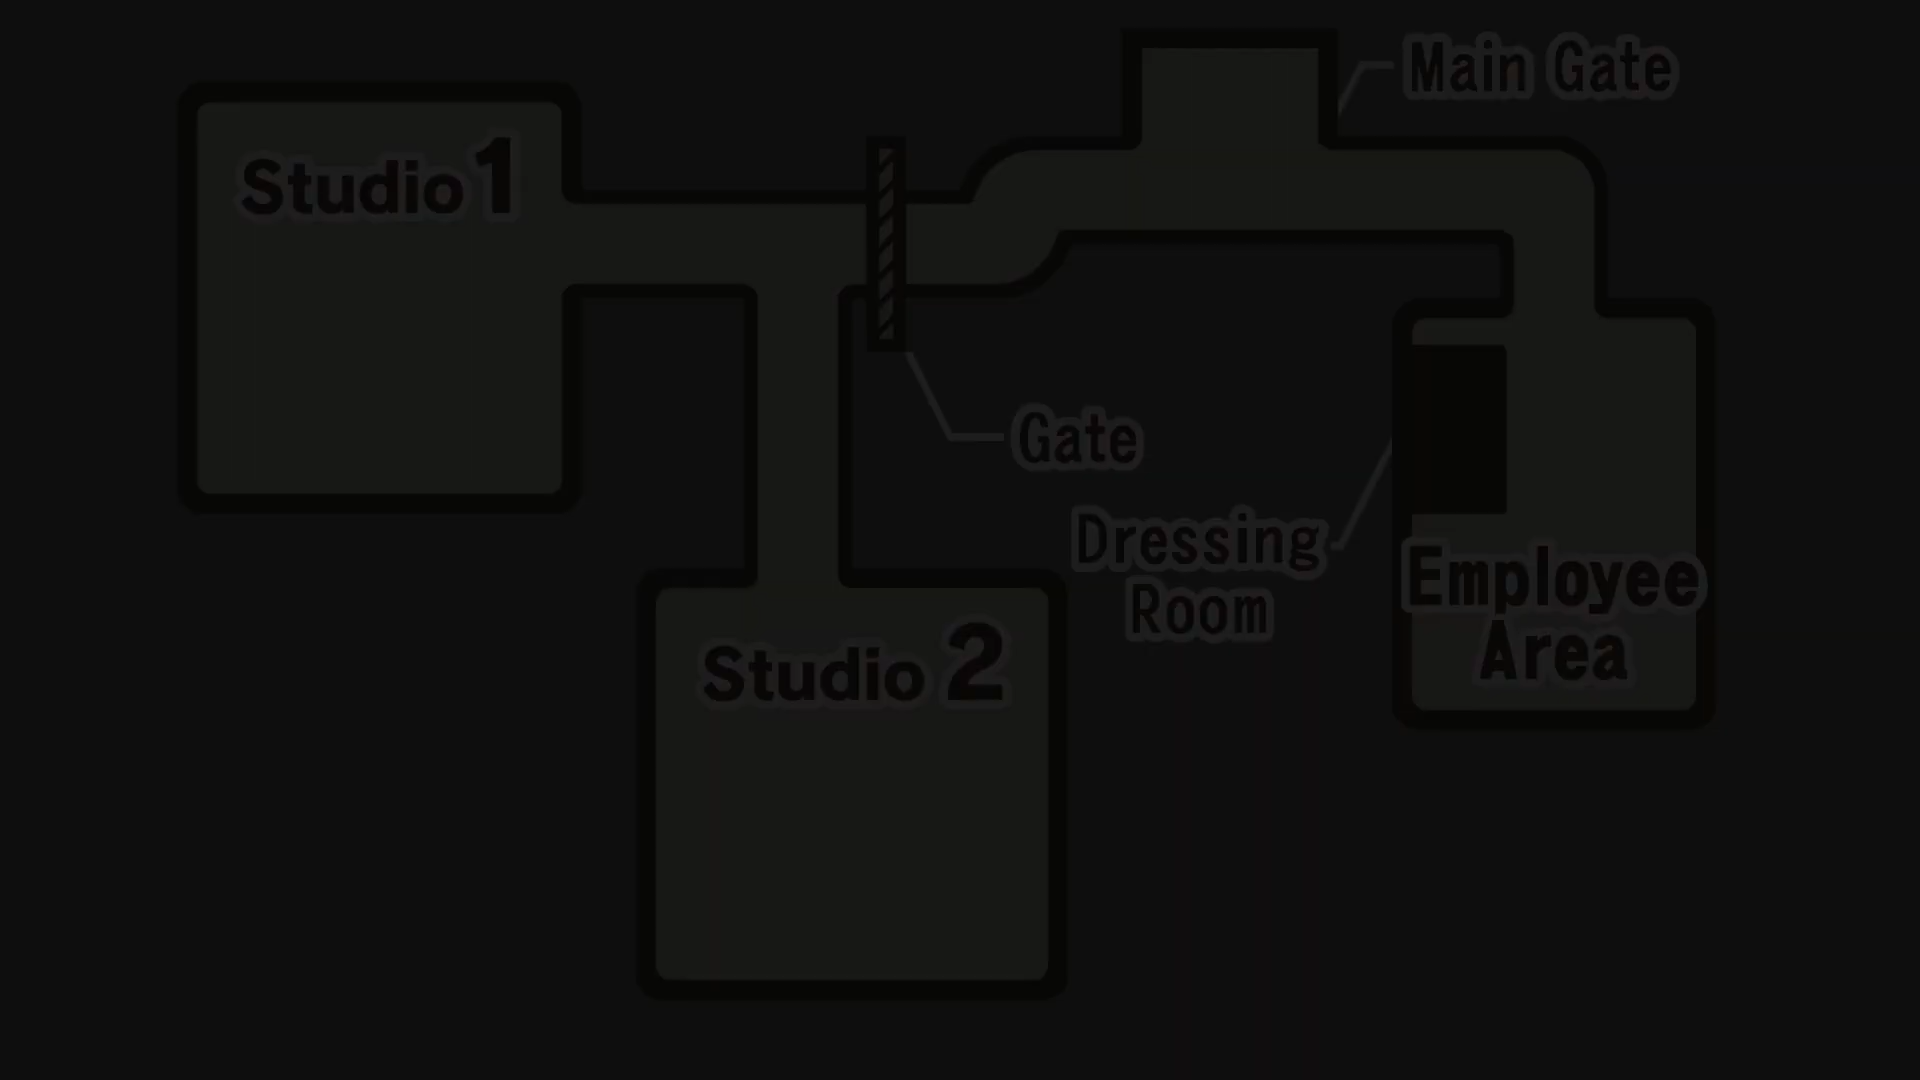 Main Gate
Studio 1
Gate
Dressing
Room
Employee
Area
Studio 2